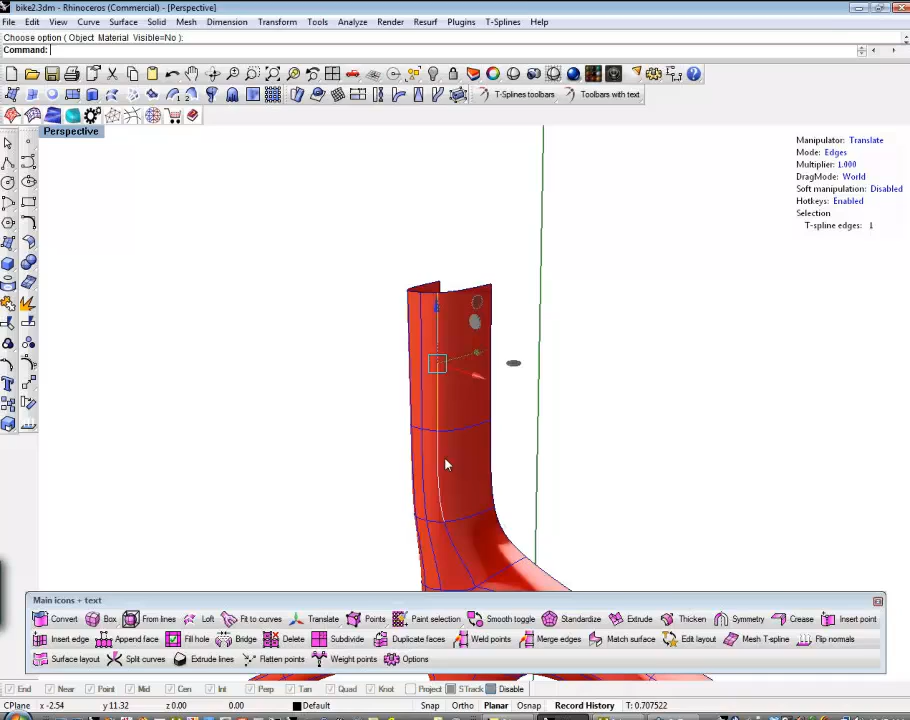 bike2.3dm - Rhinoceros (Commercial) - [Perspective]
File Edit View Curve Surface Solid Mesh Dimension Transform Tools Analyze Render Resurf Plugins T-Splines Help
Choose option ( Object Material Visible=No ):
Command:
T-Splines toolbars Toolbars with text
Perspective
Manipulator: Translate
Mode: Edges
Multiplier: 1.000
DragMode: World
Soft manipulation: Disabled
Hotkeys: Enabled
Selection
T-spline edges: 1
Main icons + text
Convert Box From lines Loft Fit to curves Translate Points Paint selection Smooth toggle Standardize Extrude Thicken Symmetry Crease Insert point
Insert edge Append face Fill hole Bridge Delete Subdivide Duplicate faces Weld points Merge edges Match surface Edit layout Mesh T-spline Flip normals
Surface layout Split curves Extrude lines Flatten points Weight points Options
End Near Point Mid Cen Int Perp Tan Quad Knot Project STrack Disable
CPlane x -2.54 y 11.32 z 0.00 0.00 Default Snap Ortho Planar Osnap Record History T: 0.707522